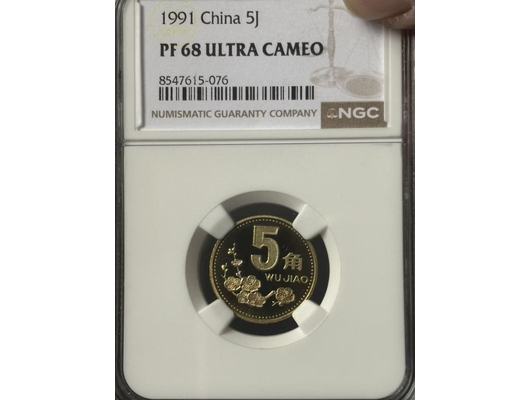 1991 China 5J
PF 68 ULTRA CAMEO
8547615-076
NUMISMATIC GUARANTY COMPANY
NGC
5角
WU JIAO